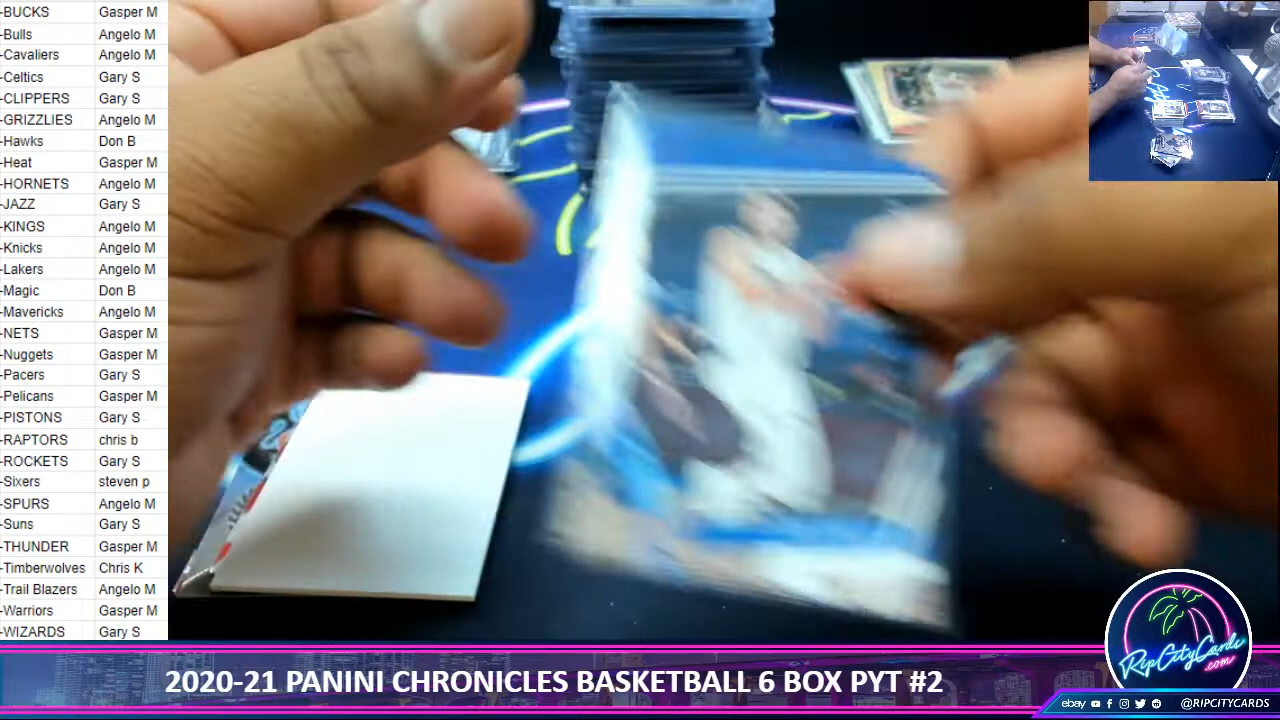 -BUCKS Gasper M
-Bulls Angelo M
-Cavaliers Angelo M
-Celtics Gary S
-CLIPPERS Gary S
-GRIZZLIES Angelo M
-Hawks Don B
-Heat Gasper M
-HORNETS Angelo M
-JAZZ Gary S
-KINGS Angelo M
-Knicks Angelo M
-Lakers Angelo M
-Magic Don B
-Mavericks Angelo M
-NETS Gasper M
-Nuggets Gasper M
-Pacers Gary S
-Pelicans Gasper M
-PISTONS Gary S
-RAPTORS chris b
-ROCKETS Gary S
-Sixers steven p
-SPURS Angelo M
-Suns Gary S
-THUNDER Gasper M
-Timberwolves Chris K
-Trail Blazers Angelo M
-Warriors Gasper M
-WIZARDS Gary S
RipCityCards
.com
2020-21 PANINI CHRONICLES BASKETBALL 6 BOX PYT #2
ebay @RIPCITYCARDS